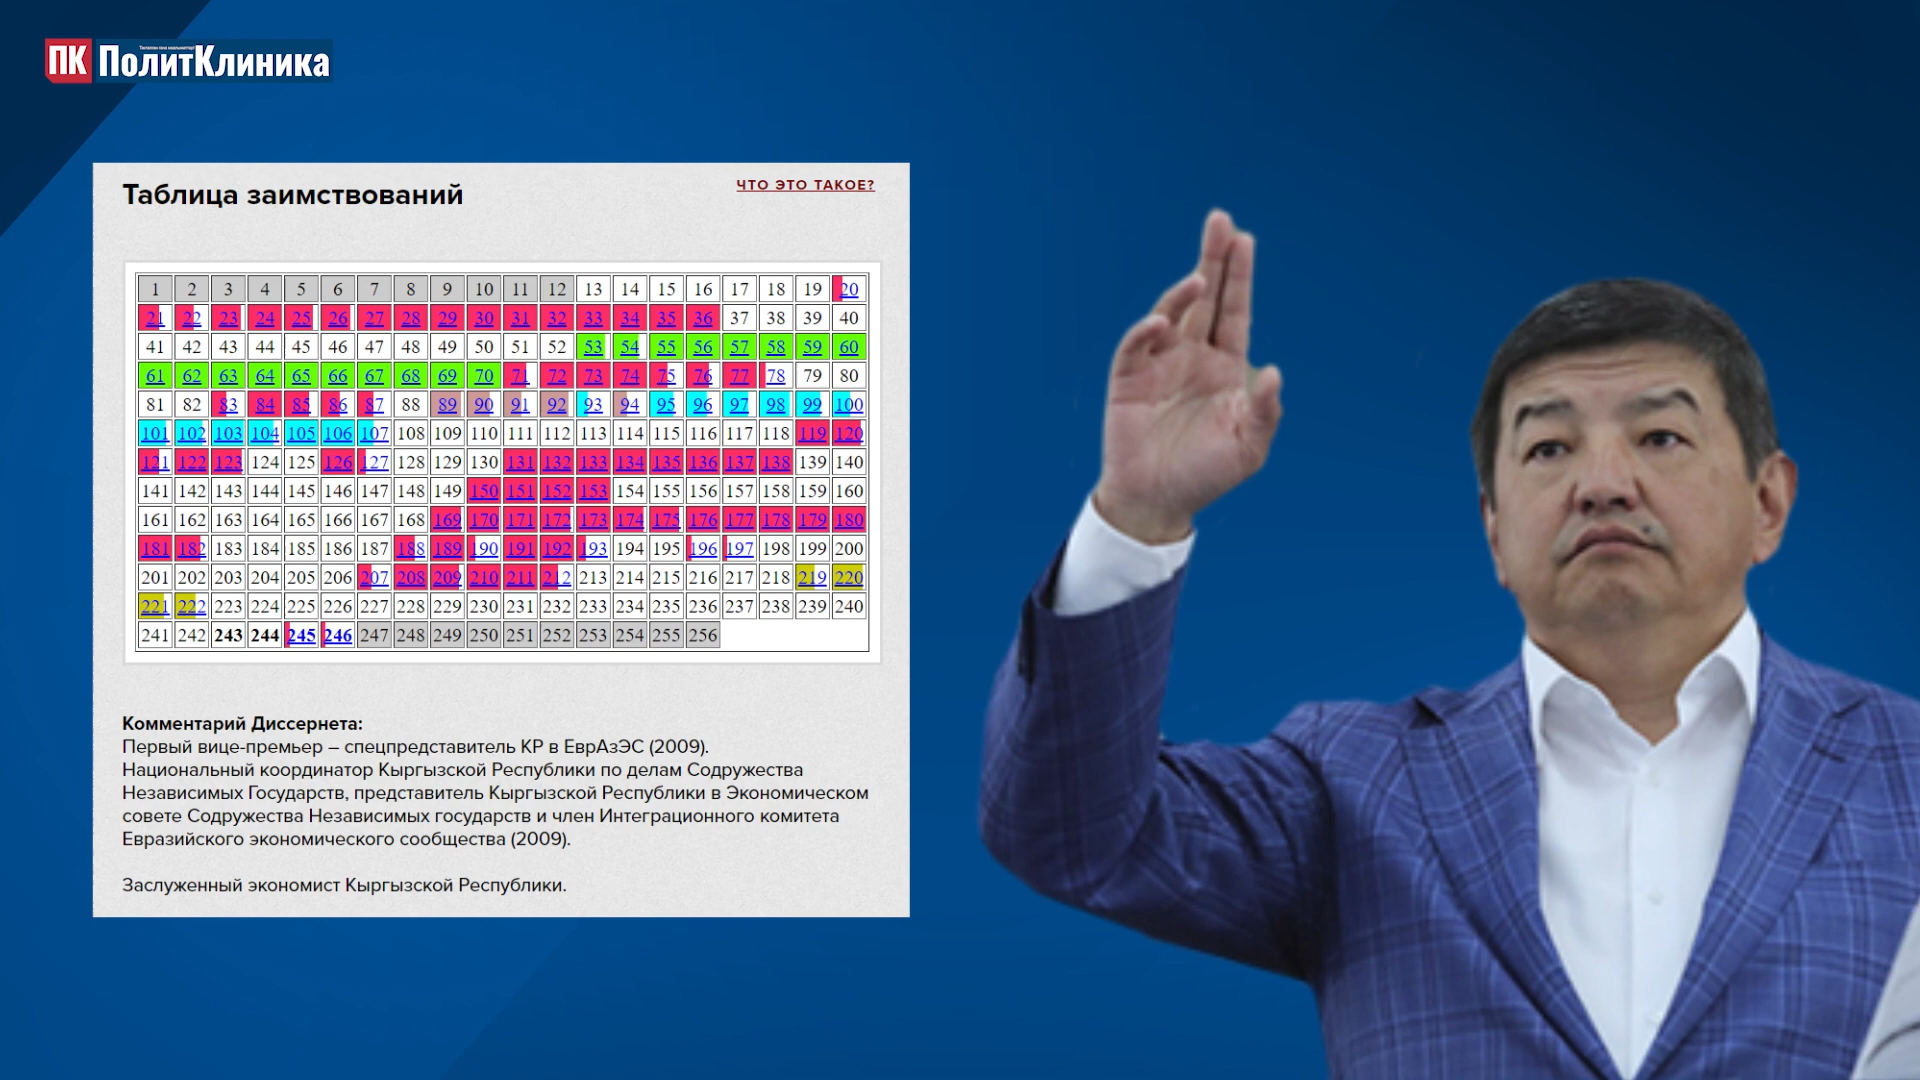 ПК ПолитКлиника
Таблица заимствований
ЧТО ЭТО ТАКОЕ?
1 2 3 4 5 6 7 8 9 10 11 12 13 14 15 16 17 18 19 20
21 22 23 24 25 26 27 28 29 30 31 32 33 34 35 36 37 38 39 40
41 42 43 44 45 46 47 48 49 50 51 52 53 54 55 56 57 58 59 60
61 62 63 64 65 66 67 68 69 70 71 72 73 74 75 76 77 78 79 80
81 82 83 84 85 86 87 88 89 90 91 92 93 94 95 96 97 98 99 100
101 102 103 104 105 106 107 108 109 110 111 112 113 114 115 116 117 118 119 120
121 122 123 124 125 126 127 128 129 130 131 132 133 134 135 136 137 138 139 140
141 142 143 144 145 146 147 148 149 150 151 152 153 154 155 156 157 158 159 160
161 162 163 164 165 166 167 168 169 170 171 172 173 174 175 176 177 178 179 180
181 182 183 184 185 186 187 188 189 190 191 192 193 194 195 196 197 198 199 200
201 202 203 204 205 206 207 208 209 210 211 212 213 214 215 216 217 218 219 220
221 222 223 224 225 226 227 228 229 230 231 232 233 234 235 236 237 238 239 240
241 242 243 244 245 246 247 248 249 250 251 252 253 254 255 256
Комментарий Диссернета:
Первый вице-премьер – спецпредставитель КР в ЕврАзЭС (2009).
Национальный координатор Кыргызской Республики по делам Содружества
Независимых Государств, представитель Кыргызской Республики в Экономическом
совете Содружества Независимых государств и член Интеграционного комитета
Евразийского экономического сообщества (2009).
Заслуженный экономист Кыргызской Республики.